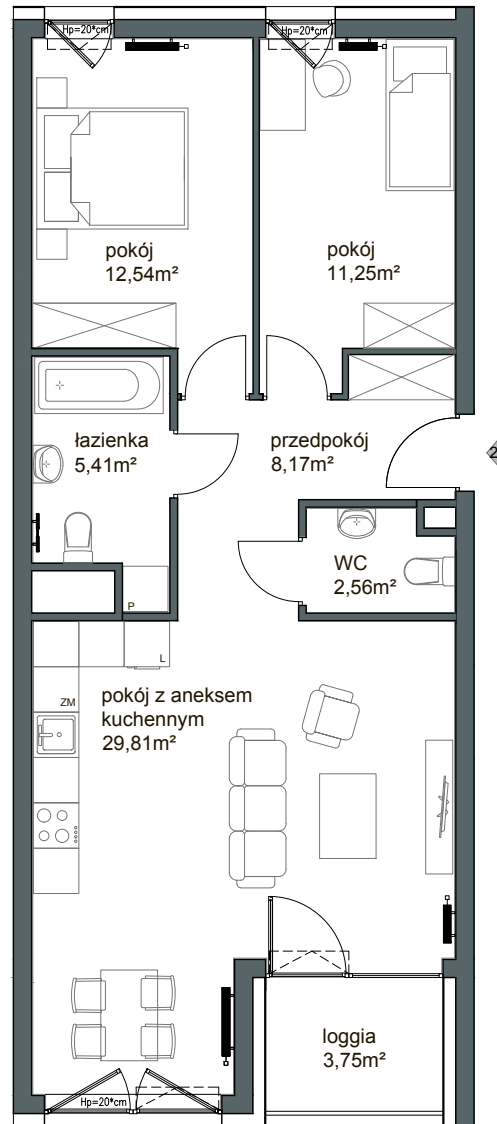 Hp=20*cm
Hp=20*cm
pokój
12,54m²
pokój
11,25m²
łazienka
5,41m²
przedpokój
8,17m²
2
WC
2,56m²
P
L
ZM
pokój z aneksem
kuchennym
29,81m²
loggia
3,75m²
Hp=20*cm